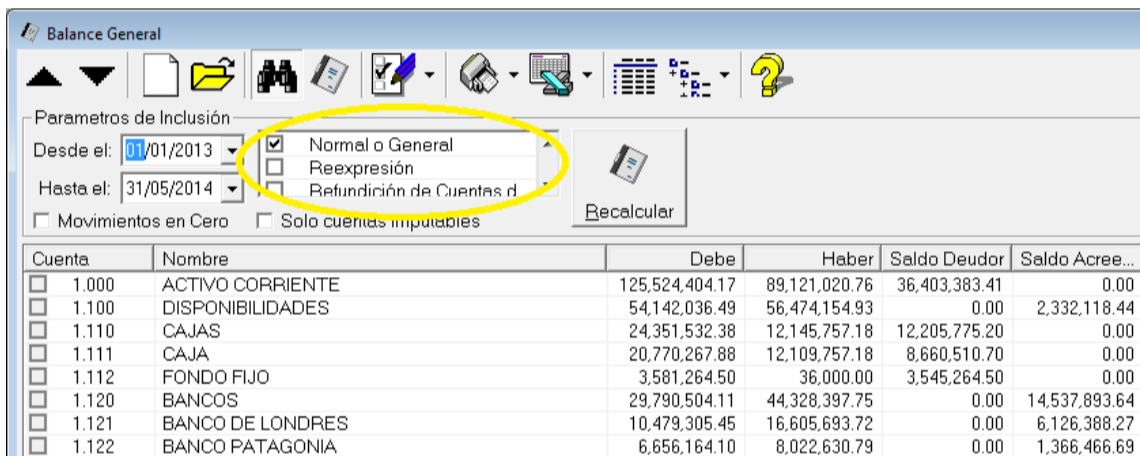 Balance General
Parametros de Inclusión
Desde el: 01/01/2013
Normal o General
Reexpresión
Hasta el: 31/05/2014
Refundición de Cuentas d
Movimientos en Cero
Solo cuentas imputables
Recalcular
Cuenta Nombre Debe Haber Saldo Deudor Saldo Acree...
1.000 ACTIVO CORRIENTE 125,524,404.17 89,121,020.76 36,403,383.41 0.00
1.100 DISPONIBILIDADES 54,142,036.49 56,474,154.93 0.00 2,332,118.44
1.110 CAJAS 24,351,532.38 12,145,757.18 12,205,775.20 0.00
1.111 CAJA 20,770,267.88 12,109,757.18 8,660,510.70 0.00
1.112 FONDO FIJO 3,581,264.50 36,000.00 3,545,264.50 0.00
1.120 BANCOS 29,790,504.11 44,328,397.75 0.00 14,537,893.64
1.121 BANCO DE LONDRES 10,479,305.45 16,605,693.72 0.00 6,126,388.27
1.122 BANCO PATAGONIA 6,656,164.10 8,022,630.79 0.00 1,366,466.69